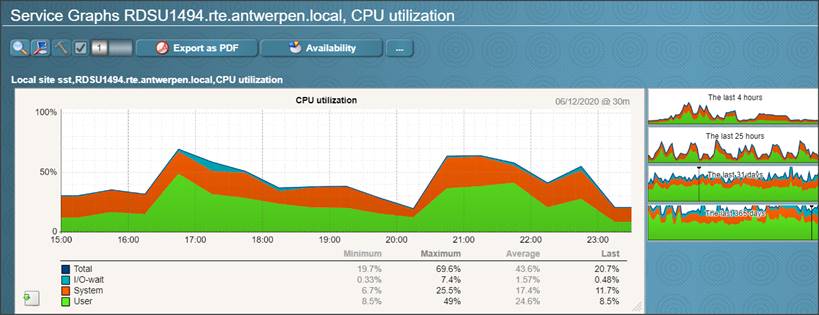 Service Graphs RDSU1494.rte.antwerpen.local, CPU utilization
1 Export as PDF Availability ...
Local site sst,RDSU1494.rte.antwerpen.local,CPU utilization
CPU utilization 06/12/2020 @ 30m
100%
50%
0
15:00 16:00 17:00 18:00 19:00 20:00 21:00 22:00 23:00
Minimum Maximum Average Last
Total 19.7% 69.6% 43.6% 20.7%
I/O-wait 0.33% 7.4% 1.57% 0.48%
System 6.7% 25.5% 17.4% 11.7%
User 8.5% 49% 24.6% 8.5%
The last 4 hours
The last 25 hours
The last 31 days
The last 365 days